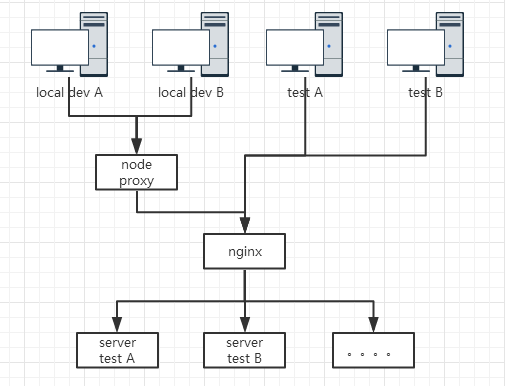 local dev A
local dev B
test A
test B
node
proxy
nginx
server
test A
server
test B
。。。。